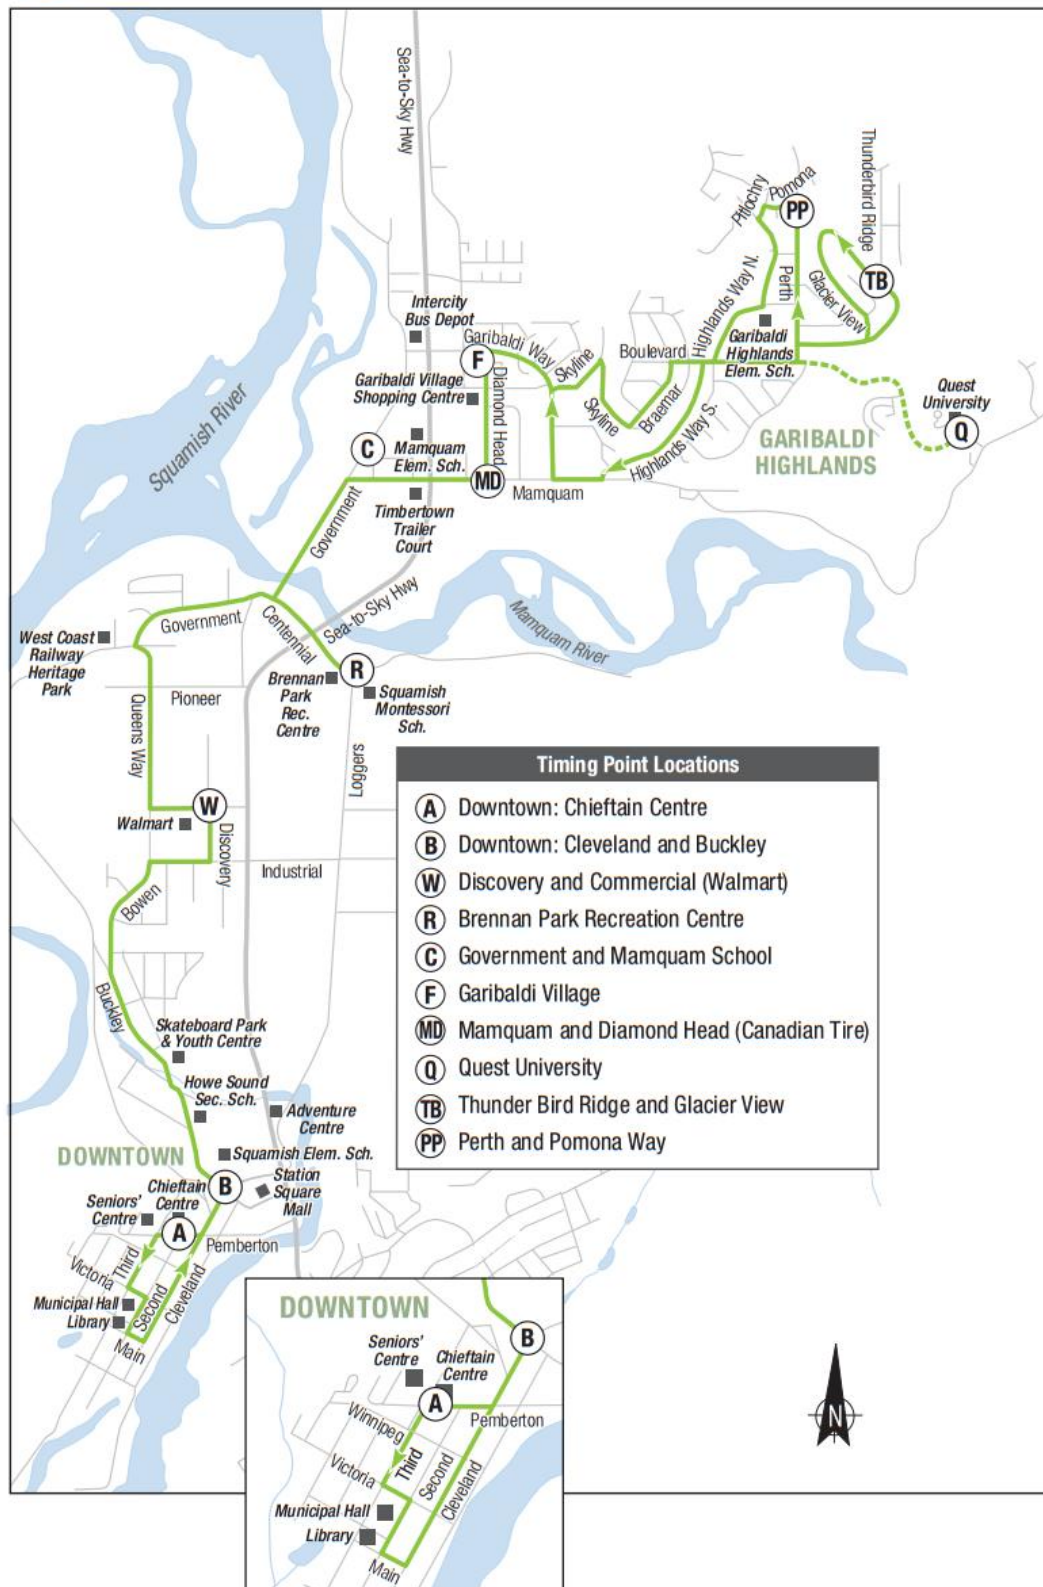 Sea-to-Sky Hwy
Sea-to-Sky Hwy
Thunderbird Ridge
Pitlochry
Pomona
PP
TB
Perth
Glacier View
Highlands Way N.
Intercity
Bus Depot
Garibaldi Way
F
Diamond Head
Skyline
Boulevard
Garibaldi
Highlands
Elem. Sch.
Garibaldi Village
Shopping Centre
Skyline
Braemar
Highlands Way S.
Quest
University
Q
GARIBALDI
HIGHLANDS
Squamish River
C
Mamquam
Elem. Sch.
MD
Mamquam
Government
Timbertown
Trailer
Court
Sea-to-Sky Hwy
Mamquam River
Government
Centennial
West Coast
Railway
Heritage
Park
Pioneer
Brennan
Park
Rec.
Centre
R
Squamish
Montessori
Sch.
Queens Way
Loggers
W
Walmart
Discovery
Industrial
Bowen
Buckley
Timing Point Locations
A Downtown: Chieftain Centre
B Downtown: Cleveland and Buckley
W Discovery and Commercial (Walmart)
R Brennan Park Recreation Centre
C Government and Mamquam School
F Garibaldi Village
MD Mamquam and Diamond Head (Canadian Tire)
Q Quest University
TB Thunder Bird Ridge and Glacier View
PP Perth and Pomona Way
Skateboard Park
& Youth Centre
Howe Sound
Sec. Sch.
Adventure
Centre
DOWNTOWN
Squamish Elem. Sch.
B
Station
Square
Mall
Seniors'
Centre
Chieftain
Centre
A
Pemberton
Victoria
Third
Second
Cleveland
Municipal Hall
Library
Main
DOWNTOWN
B
Seniors'
Centre
Chieftain
Centre
A
Pemberton
Winnipeg
Victoria
Third
Second
Cleveland
Municipal Hall
Library
Main
N